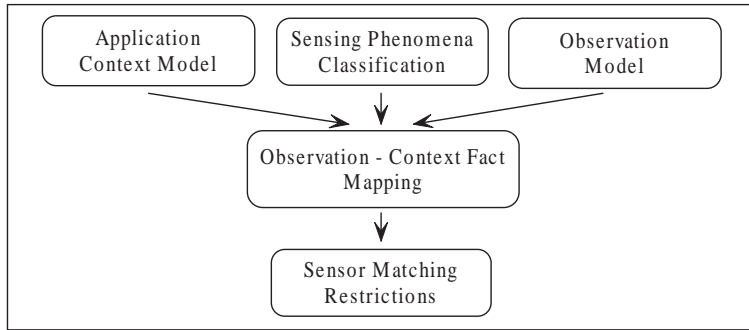 Application
Context Model
Sensing Phenomena
Classification
Observation
Model
Observation - Context Fact
Mapping
Sensor Matching
Restrictions